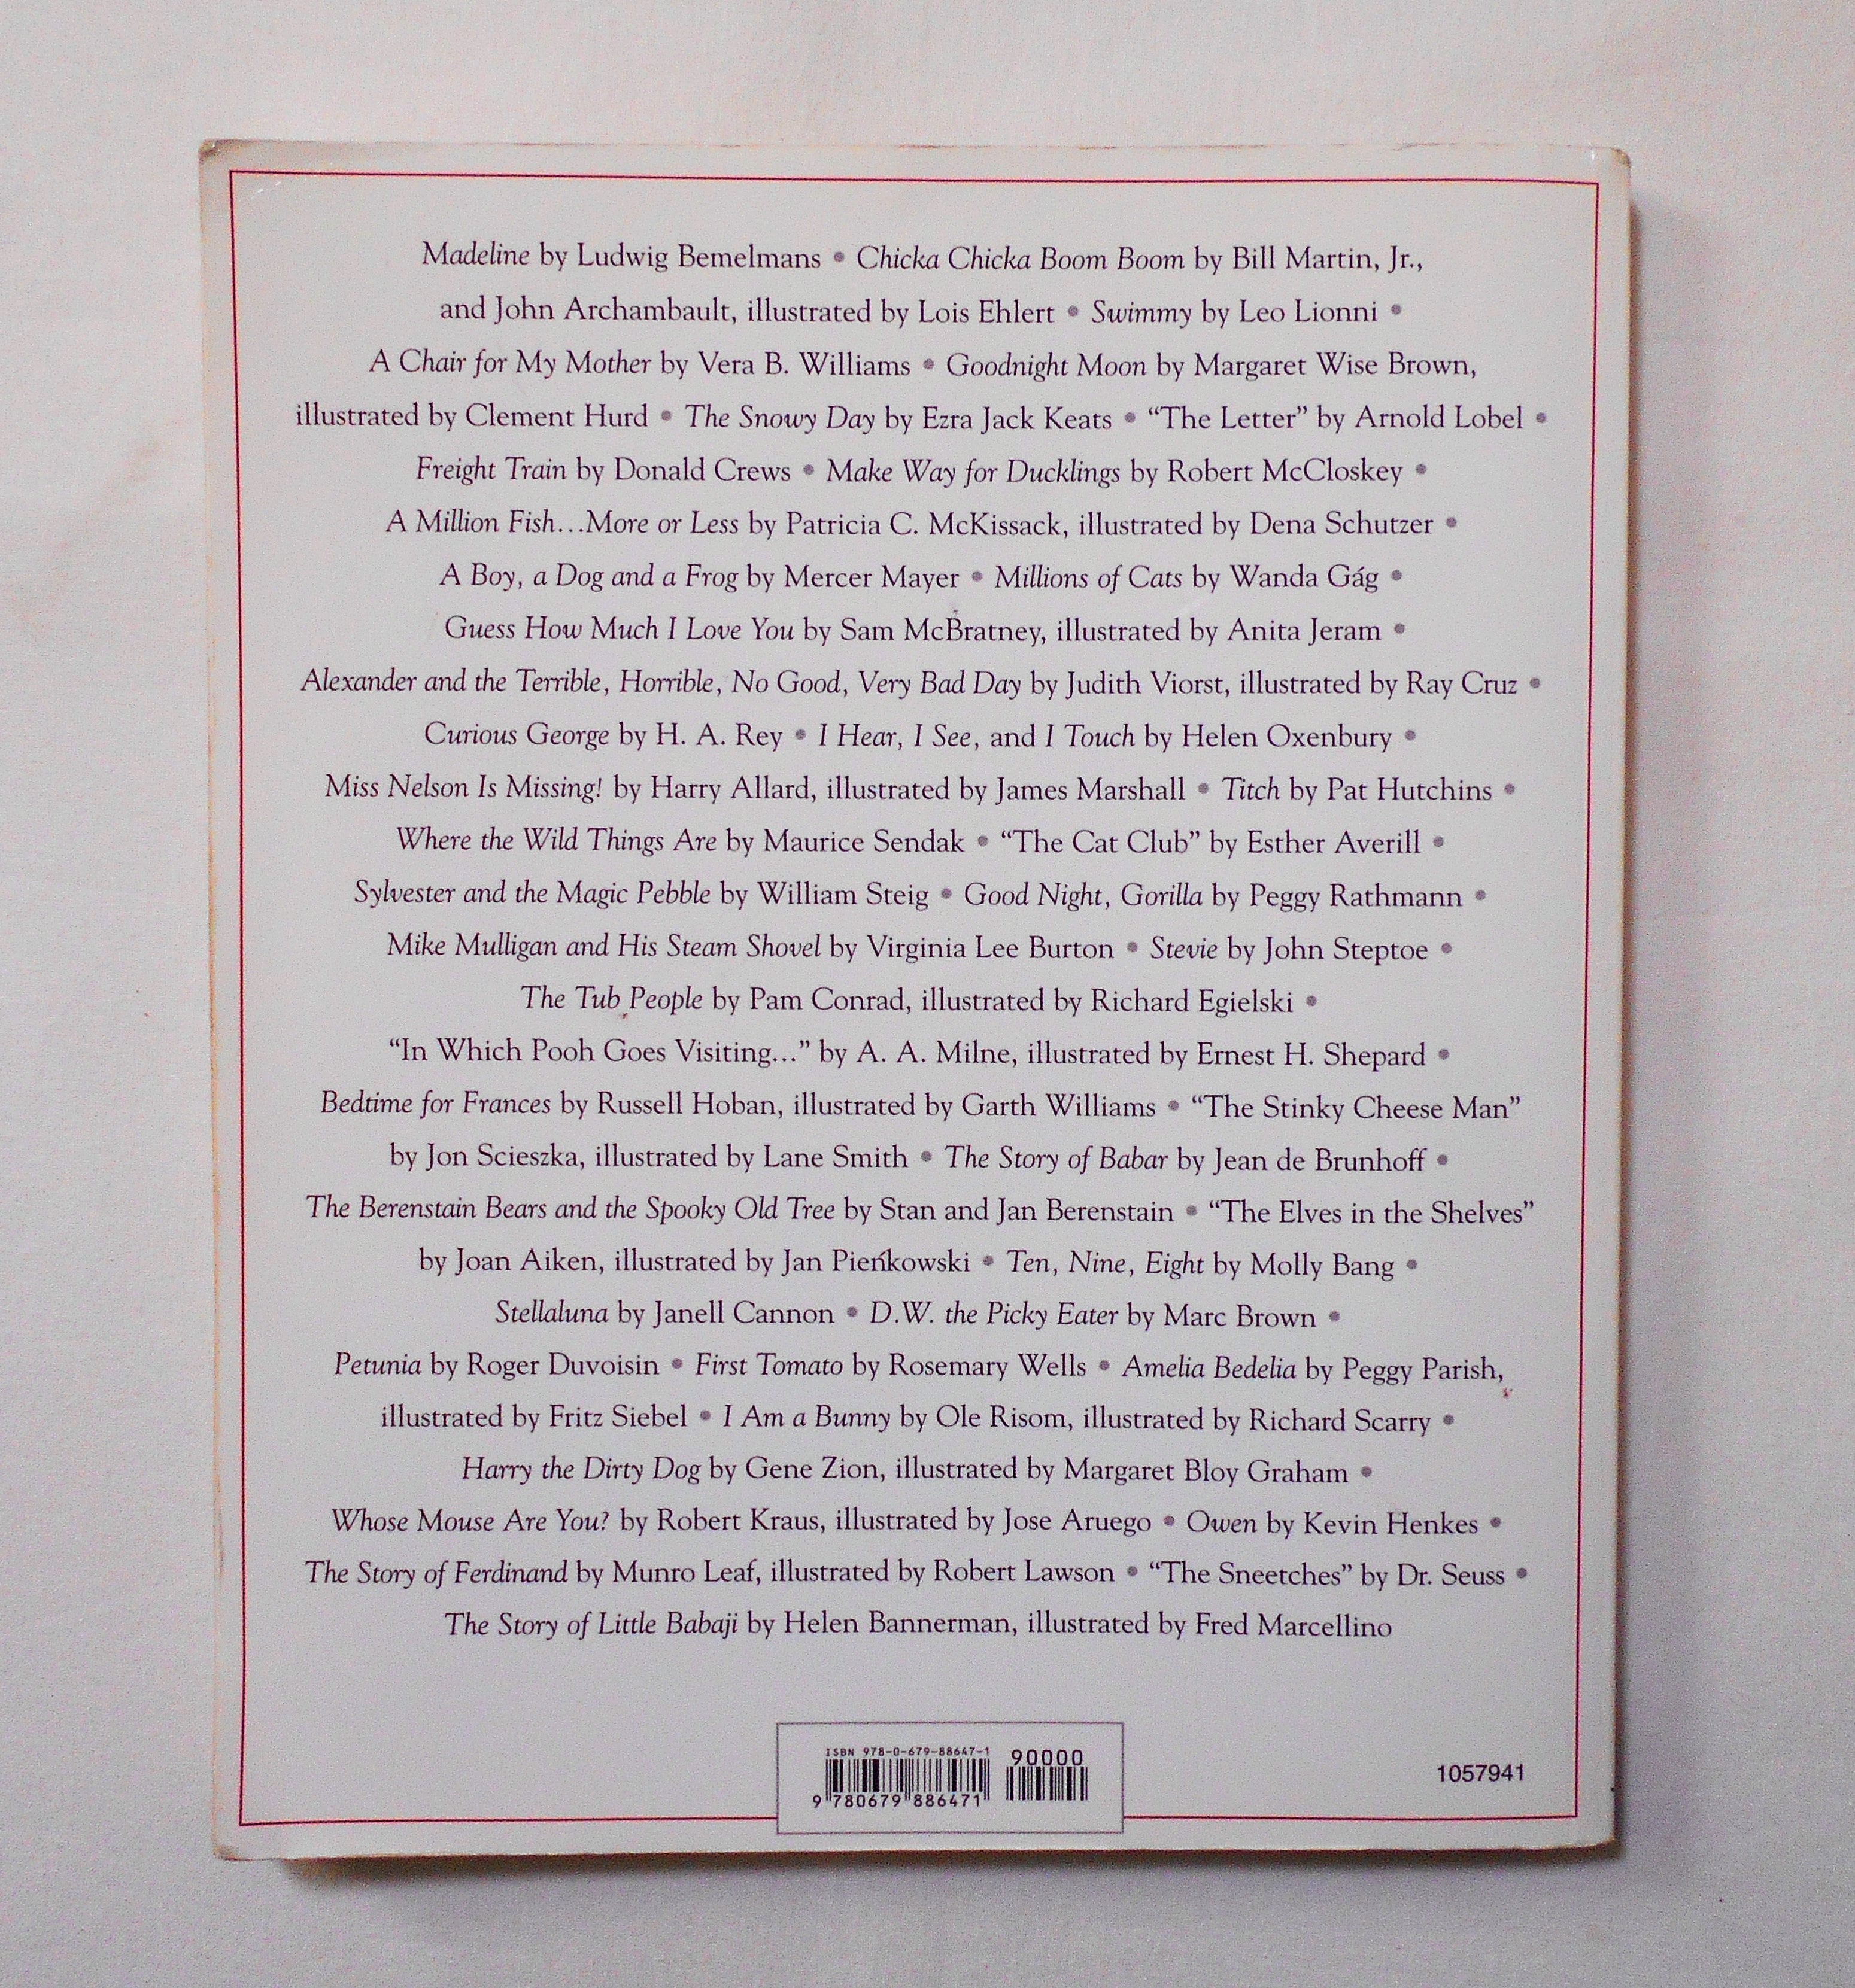 Madeline by Ludwig Bemelmans • Chicka Chicka Boom Boom by Bill Martin, Jr.,
and John Archambault, illustrated by Lois Ehlert • Swimmy by Leo Lionni •
A Chair for My Mother by Vera B. Williams • Goodnight Moon by Margaret Wise Brown,
illustrated by Clement Hurd • The Snowy Day by Ezra Jack Keats • “The Letter” by Arnold Lobel •
Freight Train by Donald Crews • Make Way for Ducklings by Robert McCloskey •
A Million Fish...More or Less by Patricia C. McKissack, illustrated by Dena Schutzer •
A Boy, a Dog and a Frog by Mercer Mayer • Millions of Cats by Wanda Gág •
Guess How Much I Love You by Sam McBratney, illustrated by Anita Jeram •
Alexander and the Terrible, Horrible, No Good, Very Bad Day by Judith Viorst, illustrated by Ray Cruz •
Curious George by H. A. Rey • I Hear, I See, and I Touch by Helen Oxenbury •
Miss Nelson Is Missing! by Harry Allard, illustrated by James Marshall • Titch by Pat Hutchins •
Where the Wild Things Are by Maurice Sendak • “The Cat Club” by Esther Averill •
Sylvester and the Magic Pebble by William Steig • Good Night, Gorilla by Peggy Rathmann •
Mike Mulligan and His Steam Shovel by Virginia Lee Burton • Stevie by John Steptoe •
The Tub People by Pam Conrad, illustrated by Richard Egielski •
“In Which Pooh Goes Visiting...” by A. A. Milne, illustrated by Ernest H. Shepard •
Bedtime for Frances by Russell Hoban, illustrated by Garth Williams • “The Stinky Cheese Man”
by Jon Scieszka, illustrated by Lane Smith • The Story of Babar by Jean de Brunhoff •
The Berenstain Bears and the Spooky Old Tree by Stan and Jan Berenstain • “The Elves in the Shelves”
by Joan Aiken, illustrated by Jan Pieńkowski • Ten, Nine, Eight by Molly Bang •
Stellaluna by Janell Cannon • D.W. the Picky Eater by Marc Brown •
Petunia by Roger Duvoisin • First Tomato by Rosemary Wells • Amelia Bedelia by Peggy Parish,
illustrated by Fritz Siebel • I Am a Bunny by Ole Risom, illustrated by Richard Scarry •
Harry the Dirty Dog by Gene Zion, illustrated by Margaret Bloy Graham •
Whose Mouse Are You? by Robert Kraus, illustrated by Jose Aruego • Owen by Kevin Henkes •
The Story of Ferdinand by Munro Leaf, illustrated by Robert Lawson • “The Sneetches” by Dr. Seuss •
The Story of Little Babaji by Helen Bannerman, illustrated by Fred Marcellino
ISBN 978-0-679-88647-1
90000
9 780679 886471
1057941